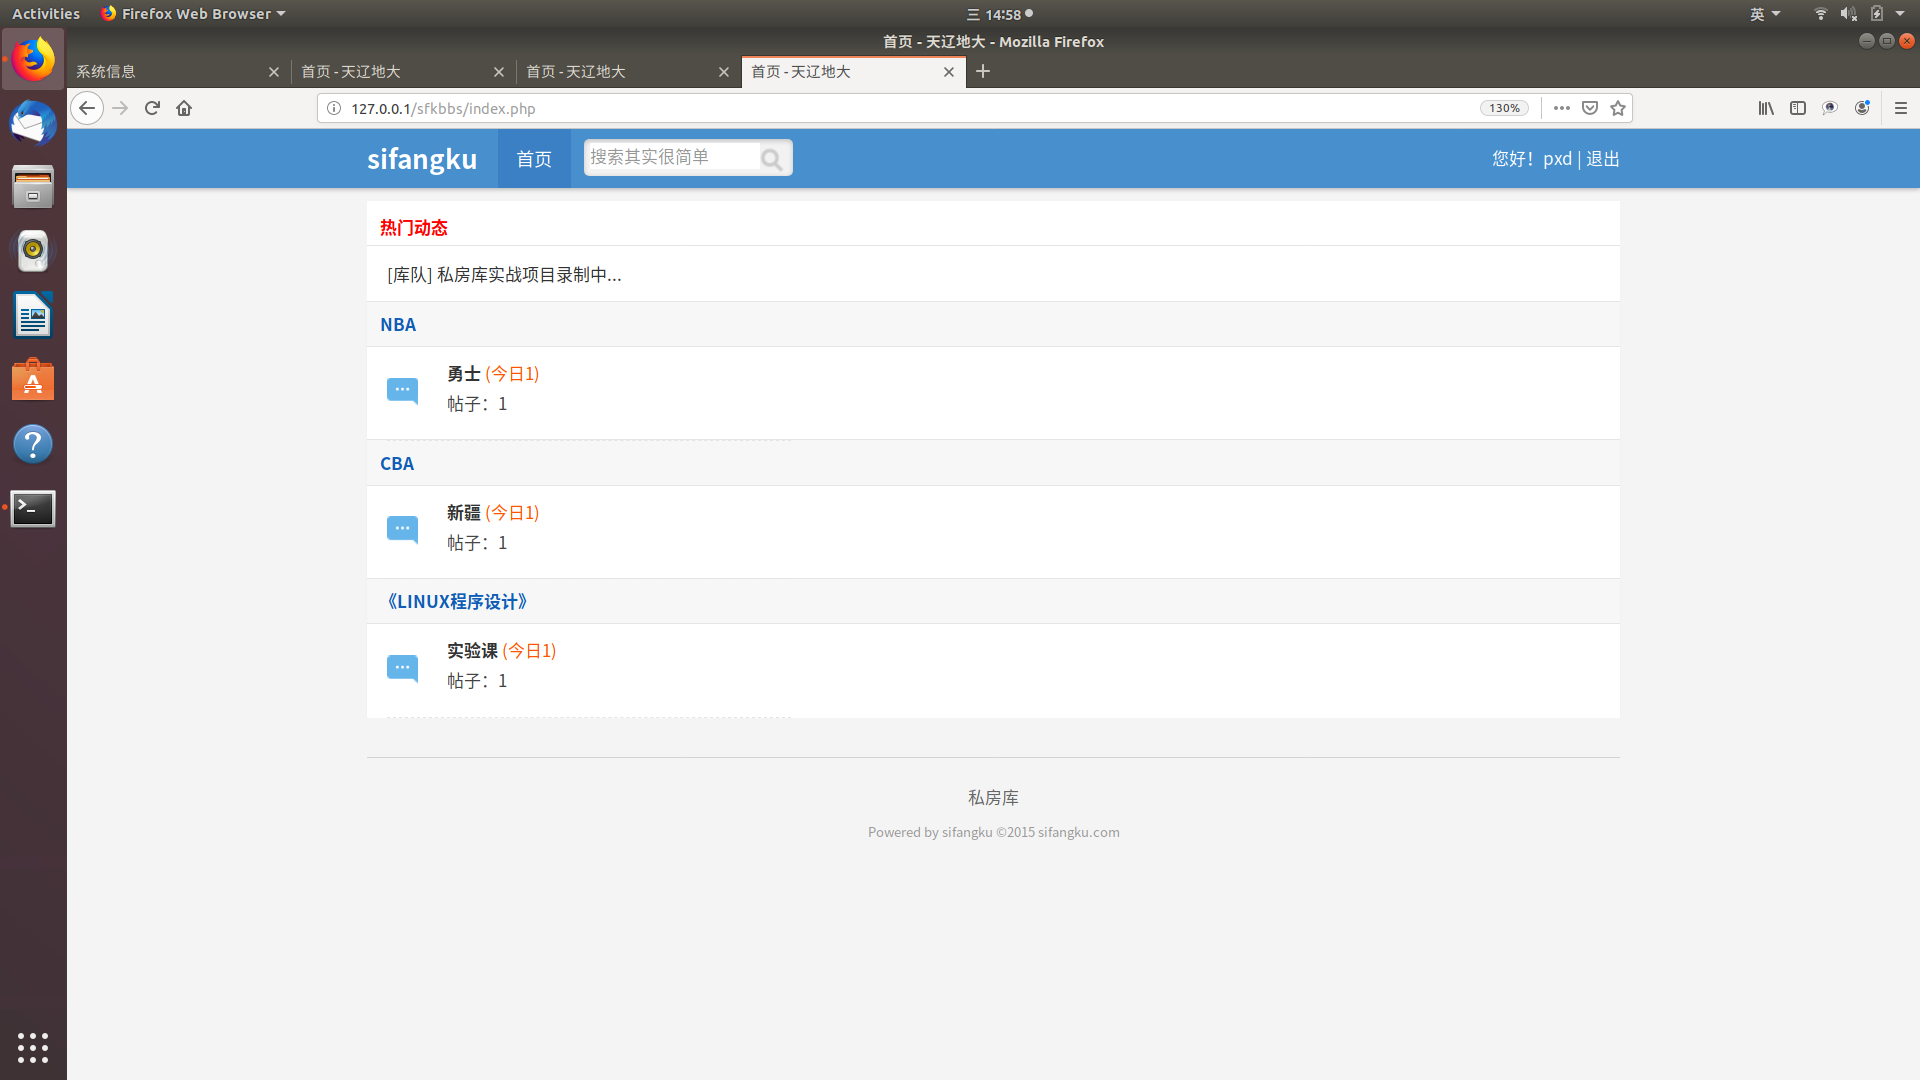 Activities
Firefox Web Browser
三 14:58
英
首页 - 天辽地大 - Mozilla Firefox
系统信息
首页 - 天辽地大
首页 - 天辽地大
首页 - 天辽地大
127.0.0.1/sfkbbs/index.php
130%
sifangku
首页
搜索其实很简单
您好！pxd | 退出
热门动态
[库队] 私房库实战项目录制中...
NBA
勇士 (今日1)
帖子：1
CBA
新疆 (今日1)
帖子：1
《LINUX程序设计》
实验课 (今日1)
帖子：1
私房库
Powered by sifangku ©2015 sifangku.com